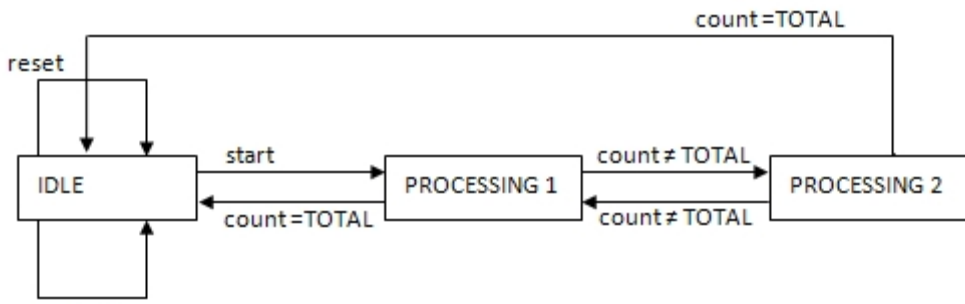 count=TOTAL
reset
start
count≠TOTAL
IDLE
PROCESSING 1
PROCESSING 2
count=TOTAL
count≠TOTAL